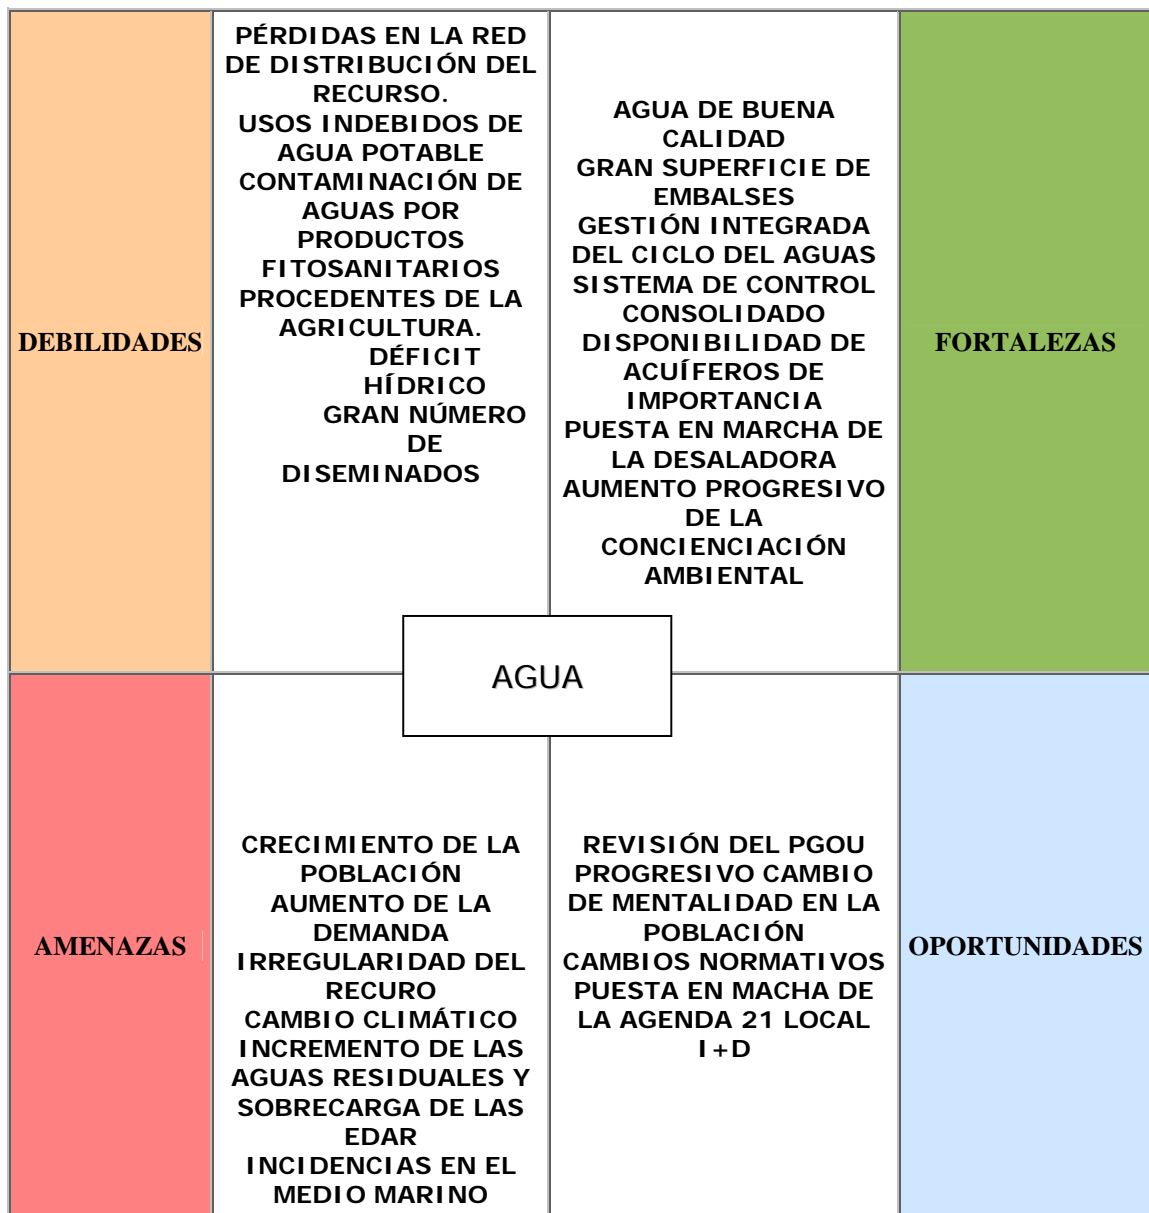 DEBILIDADES
PÉRDIDAS EN LA RED
DE DISTRIBUCIÓN DEL
RECURSO.
USOS INDEBIDOS DE
AGUA POTABLE
CONTAMINACIÓN DE
AGUAS POR
PRODUCTOS
FITOSANITARIOS
PROCEDENTES DE LA
AGRICULTURA.
DÉFICIT
HÍDRICO
GRAN NÚMERO
DE
DISEMINADOS
AGUA DE BUENA
CALIDAD
GRAN SUPERFICIE DE
EMBALSES
GESTIÓN INTEGRADA
DEL CICLO DEL AGUAS
SISTEMA DE CONTROL
CONSOLIDADO
DISPONIBILIDAD DE
ACUÍFEROS DE
IMPORTANCIA
PUESTA EN MARCHA DE
LA DESALADORA
AUMENTO PROGRESIVO
DE LA
CONCIENCIACIÓN
AMBIENTAL
FORTALEZAS
AGUA
AMENAZAS
CRECIMIENTO DE LA
POBLACIÓN
AUMENTO DE LA
DEMANDA
IRREGULARIDAD DEL
RECURO
CAMBIO CLIMÁTICO
INCREMENTO DE LAS
AGUAS RESIDUALES Y
SOBRECARGA DE LAS
EDAR
INCIDENCIAS EN EL
MEDIO MARINO
REVISIÓN DEL PGOU
PROGRESIVO CAMBIO
DE MENTALIDAD EN LA
POBLACIÓN
CAMBIOS NORMATIVOS
PUESTA EN MACHA DE
LA AGENDA 21 LOCAL
I+D
OPORTUNIDADES